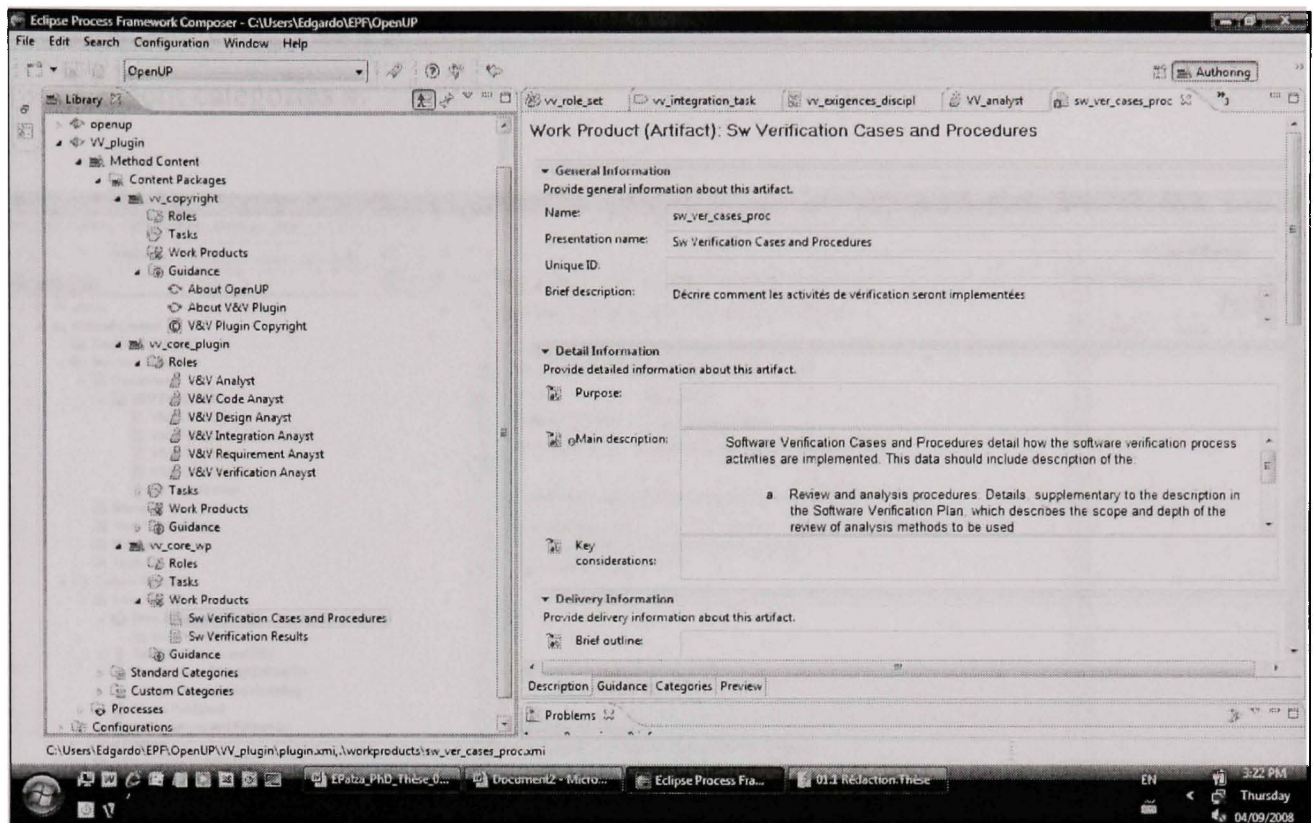 Eclipse Process Framework Composer - C:\Users\Edgardo\EPF\OpenUP
File Edit Search Configuration Window Help
OpenUP
Authoring
Library
openup
VV_plugin
Method Content
Content Packages
vv_copyright
Roles
Tasks
Work Products
Guidance
About OpenUP
About V&V Plugin
V&V Plugin Copyright
vv_core_plugin
Roles
V&V Analyst
V&V Code Anayst
V&V Design Anayst
V&V Integration Anayst
V&V Requirement Anayst
V&V Verification Anayst
Tasks
Work Products
Guidance
vv_core_wp
Roles
Tasks
Work Products
Sw Verification Cases and Procedures
Sw Verification Results
Guidance
Standard Categories
Custom Categories
Processes
Configurations
vv_role_set vv_integration_task vv_exigences_discipl VV_analyst sw_ver_cases_proc
Work Product (Artifact): Sw Verification Cases and Procedures
General Information
Provide general information about this artifact.
Name: sw_ver_cases_proc
Presentation name: Sw Verification Cases and Procedures
Unique ID:
Brief description: Décrire comment les activités de vérification seront implementées
Detail Information
Provide detailed information about this artifact.
Purpose:
Main description: Software Verification Cases and Procedures detail how the software verification process
activities are implemented. This data should include description of the:
a Review and analysis procedures: Details, supplementary to the description in
the Software Verification Plan, which describes the scope and depth of the
review of analysis methods to be used
Key
considerations:
Delivery Information
Provide delivery information about this artifact.
Brief outline:
Description Guidance Categories Preview
Problems
C:\Users\Edgardo\EPF\OpenUP\VV_plugin\plugin.xmi,.\workproducts\sw_ver_cases_proc.xmi
EPalza_PhD_Thèse_0... Document2 - Micro... Eclipse Process Fra... 01.1 Rédaction.Thèse EN 3:22 PM
Thursday
04/09/2008